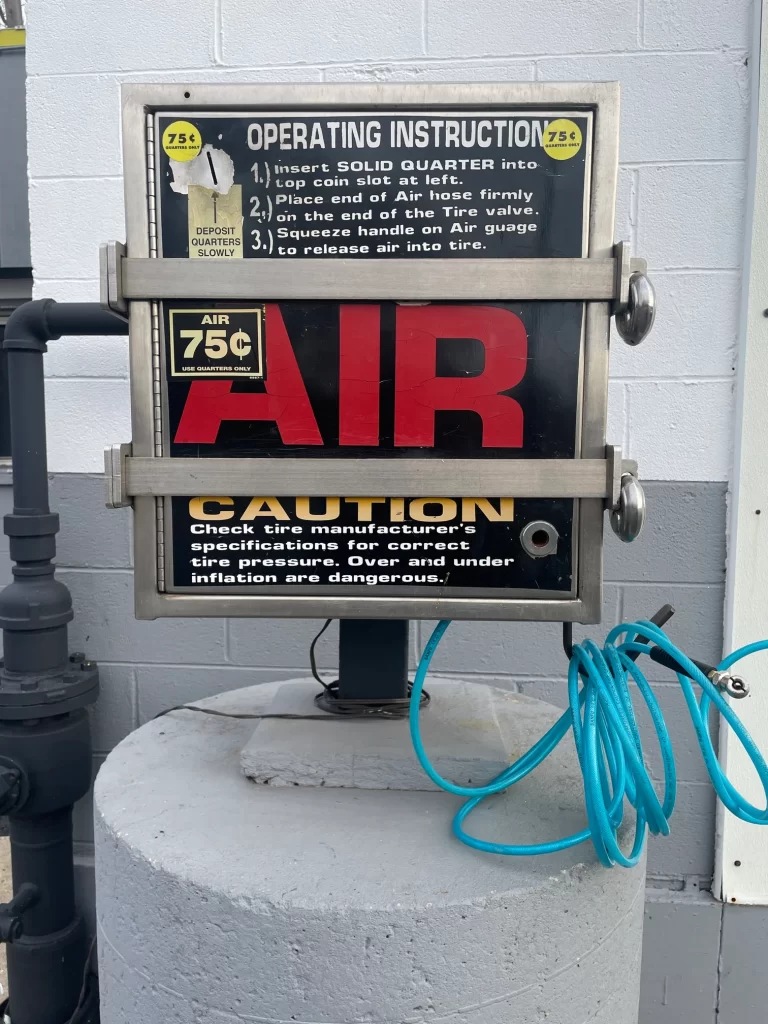 75¢
QUARTERS ONLY
OPERATING INSTRUCTION
75¢
QUARTERS ONLY
1.) Insert SOLID QUARTER into
top coin slot at left.
2.) Place end of Air hose firmly
on the end of the Tire valve.
3.) Squeeze handle on Air guage
to release air into tire.
DEPOSIT
QUARTERS
SLOWLY
AIR
75¢
USE QUARTERS ONLY
AIR
CAUTION
Check tire manufacturer's
specifications for correct
tire pressure. Over and under
inflation are dangerous.